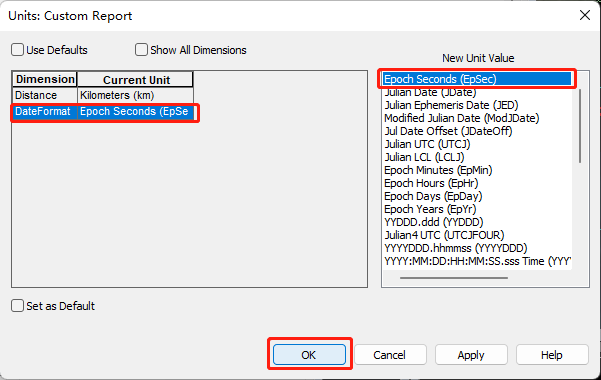 Units: Custom Report
Use Defaults
Show All Dimensions
New Unit Value
Dimension Current Unit
Distance Kilometers (km)
DateFormat Epoch Seconds (EpSe
Epoch Seconds (EpSec)
Julian Date (JDate)
Julian Ephemeris Date (JED)
Modified Julian Date (ModJDate)
Jul Date Offset (JDateOff)
Julian UTC (UTCJ)
Julian LCL (LCLJ)
Epoch Minutes (EpMin)
Epoch Hours (EpHr)
Epoch Days (EpDay)
Epoch Years (EpYr)
YYDDD.ddd (YYDDD)
Julian4 UTC (UTCJFOUR)
YYYYDDD.hhmmss (YYYYDDD)
YYYY:MM:DD:HH:MM:SS.sss Time (YYY
Set as Default
OK
Cancel
Apply
Help